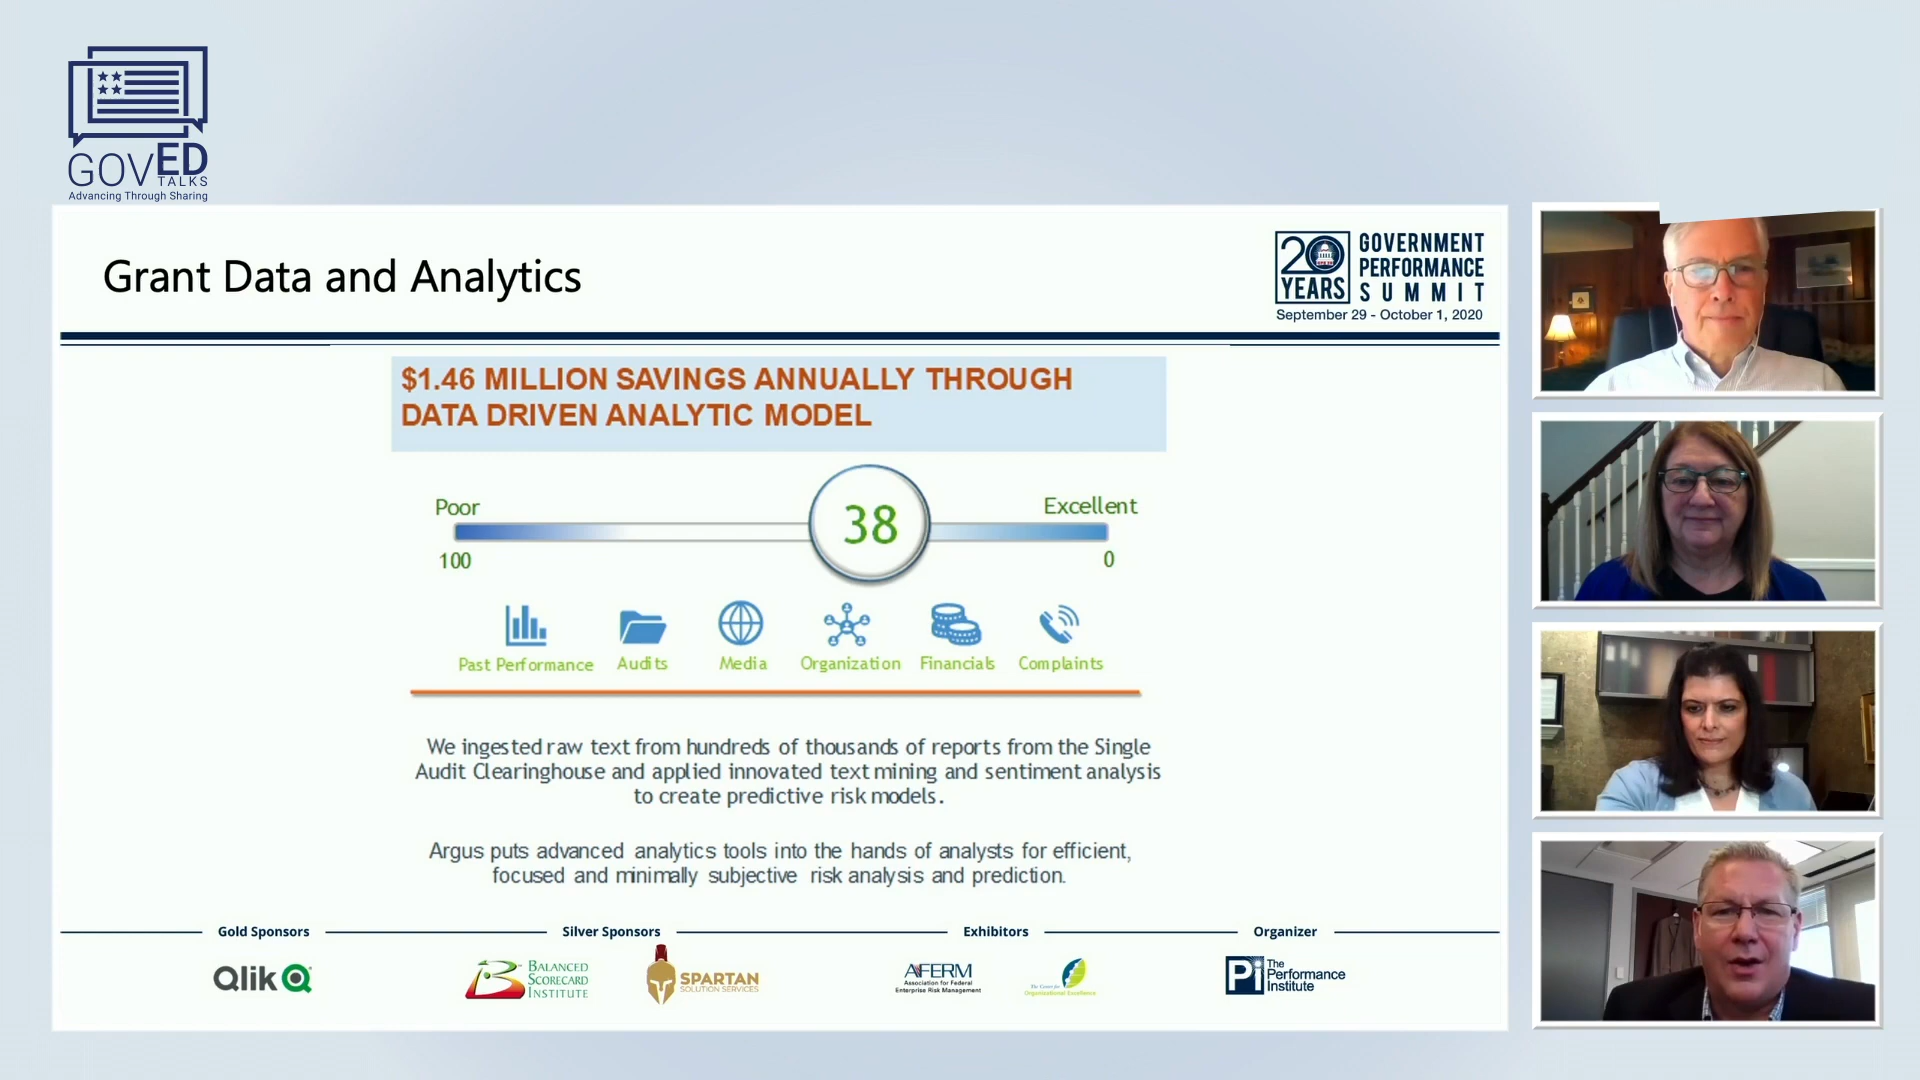 GOVED
TALKS
Advancing Through Sharing
Grant Data and Analytics
20
YEARS
GOVERNMENT
PERFORMANCE
SUMMIT
September 29 - October 1, 2020
$1.46 MILLION SAVINGS ANNUALLY THROUGH
DATA DRIVEN ANALYTIC MODEL
Poor
Excellent
38
100
0
Past Performance
Audits
Media
Organization
Financials
Complaints
We ingested raw text from hundreds of thousands of reports from the Single
Audit Clearinghouse and applied innovated text mining and sentiment analysis
to create predictive risk models.
Argus puts advanced analytics tools into the hands of analysts for efficient,
focused and minimally subjective risk analysis and prediction.
Gold Sponsors
Silver Sponsors
Exhibitors
Organizer
Qlik
BALANCED
SCORECARD
INSTITUTE
SPARTAN
SOLUTION SERVICES
AFERM
Association for Federal
Enterprise Risk Management
The Center for
Organizational Excellence
Pi
The
Performance
Institute